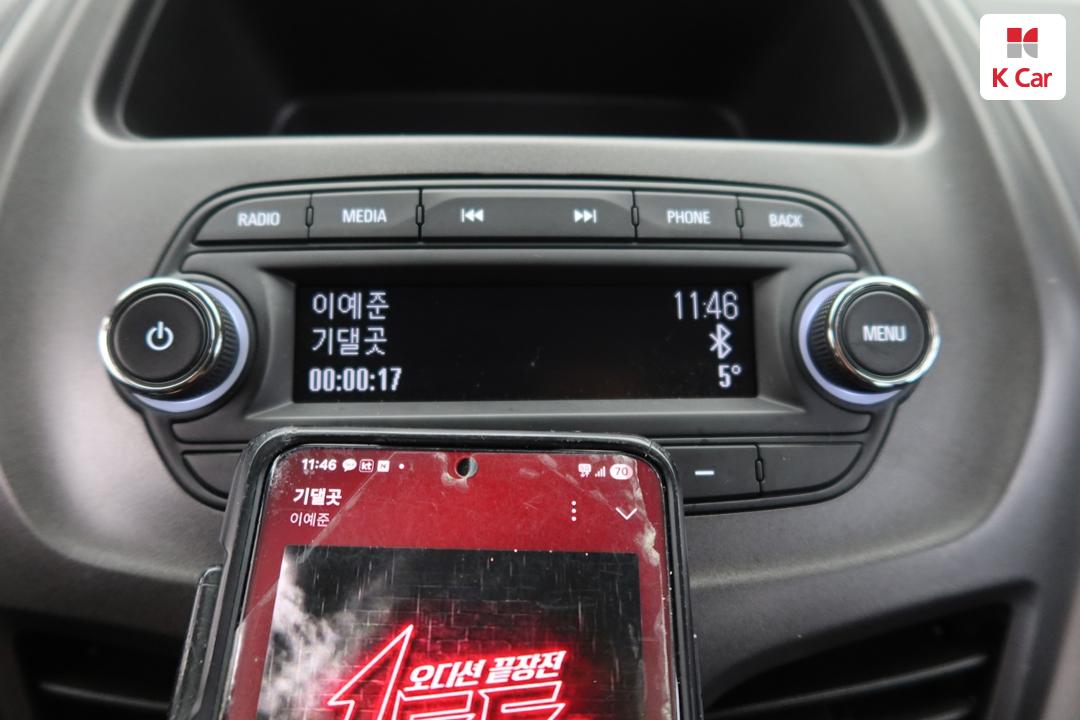 K Car
RADIO
MEDIA
PHONE
BACK
이예준
11:46
기댈곳
00:00:17
5°
MENU
11:46
kt
N
70
기댈곳
이예준
오디션 끝장전